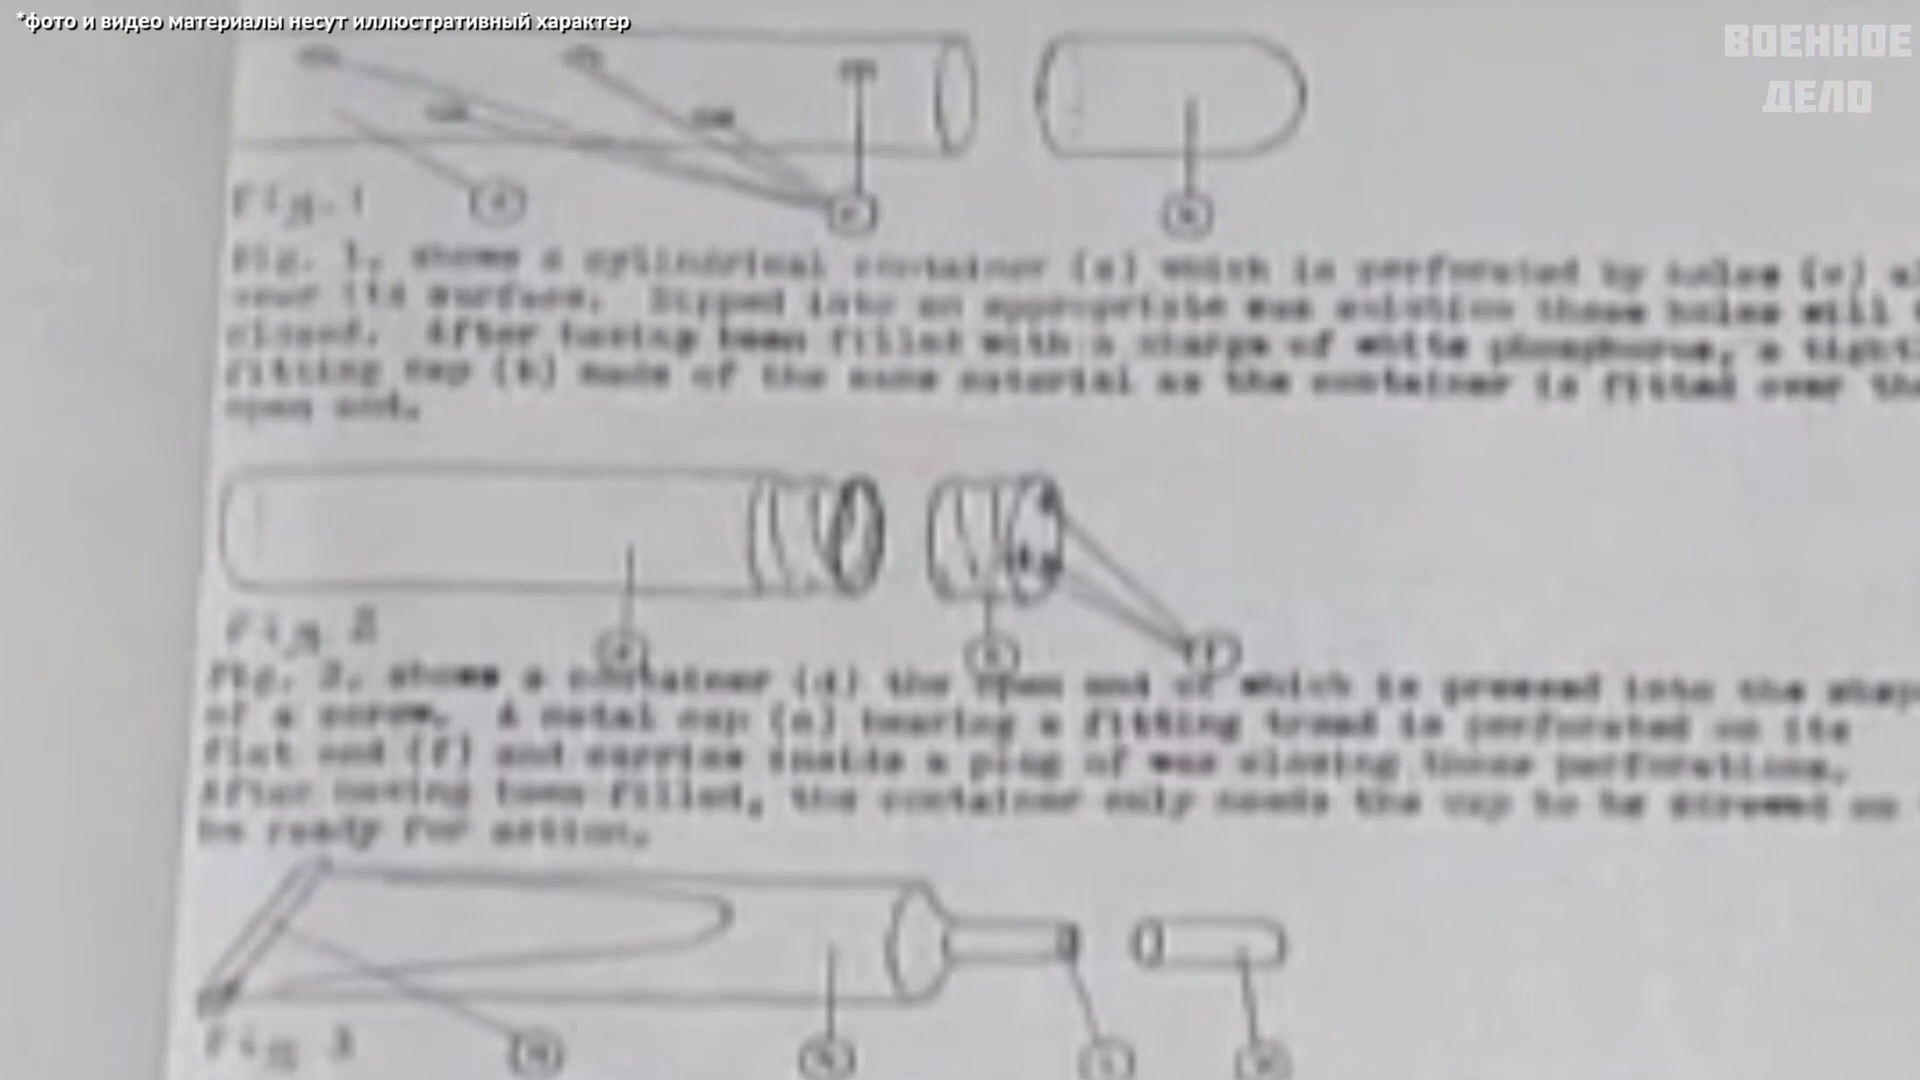 *фото и видео материалы несут иллюстративный характер
ВОЕННОЕ
ДЕЛО
Fig. 1
Fig. 1, shows a cylindrical container (a) which is perforated by holes (c)
over its surface. Dipped into an appropriate wax solution these holes will
closed. After having been filled with a charge of white phosphorus, a
fitting cap (b) made of the same material as the container is fitted over
open end.
Fig 2
Fig. 2, shows a container (d) the open end of which is pressed into the
of a screw. A metal cap (e) bearing a fitting tread is perforated on its
flat end (f) and carries inside a plug of wax closing those perforations.
After having been filled, the container only needs the cap to be screwed on
be ready for action.
Fig 3